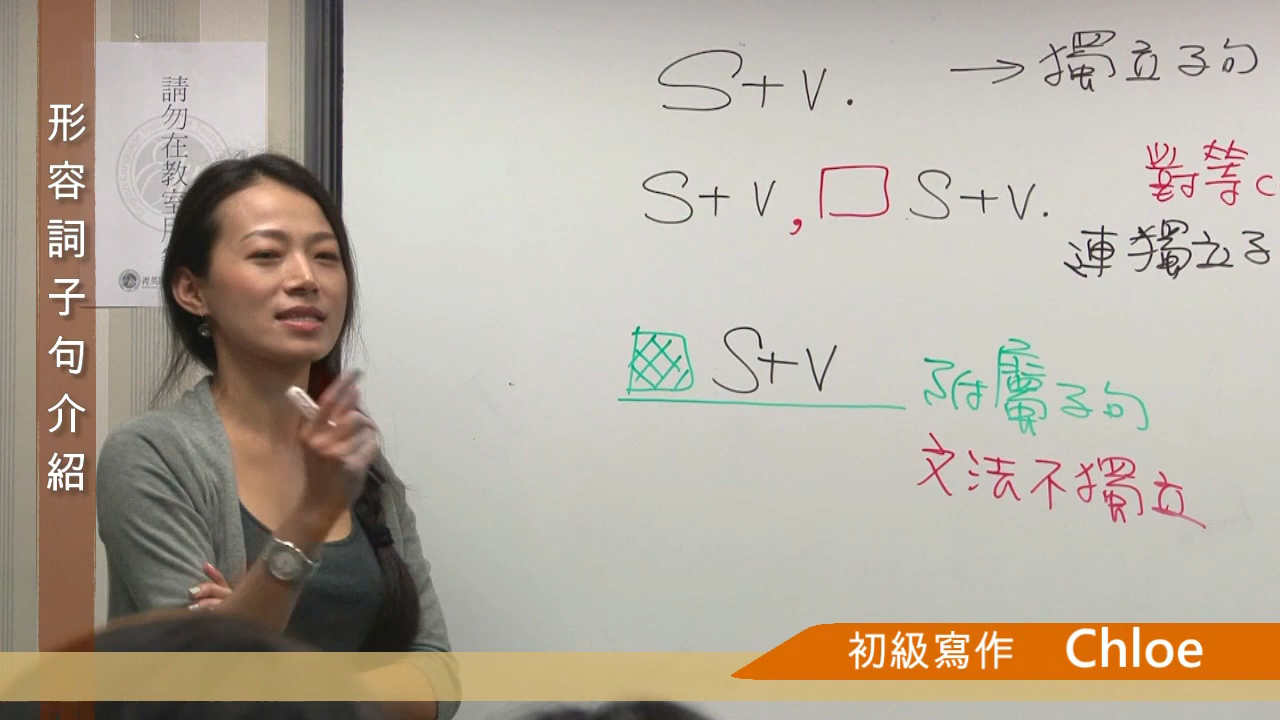 形容詞子句介紹
請勿在教室
S+V. → 獨立子句
對等c
S+V, □ S+V.
連獨立子
S+V 附屬子句
文法不獨立
初級寫作 Chloe